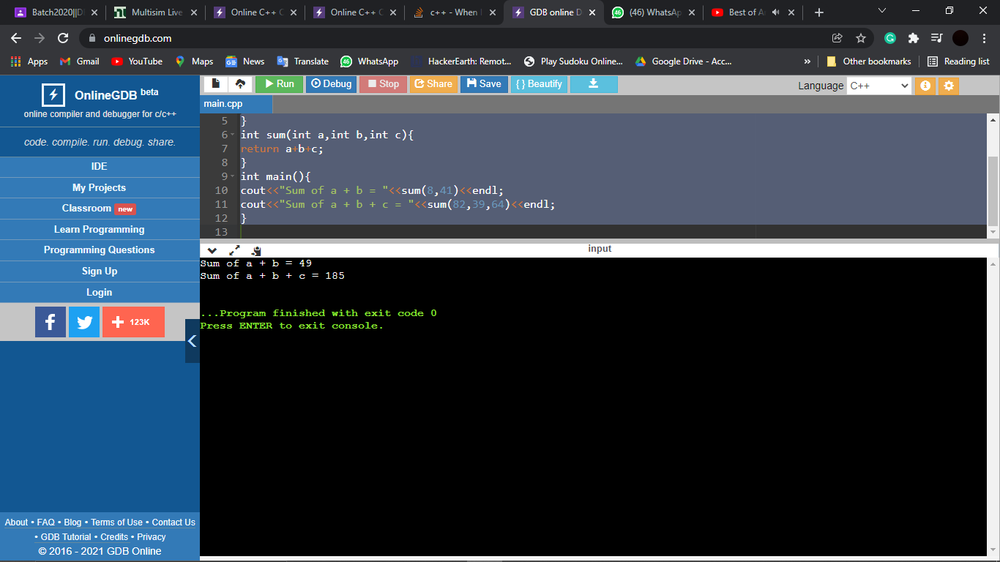 Batch2020||D
Multisim Live
Online C++ C
Online C++ C
c++ - When
GDB online D
(46) WhatsAp
Best of A
onlinegdb.com
Apps
Gmail
YouTube
Maps
News
Translate
46 WhatsApp
HackerEarth: Remot...
Play Sudoku Online...
Google Drive - Acc...
»
Other bookmarks
Reading list
OnlineGDB beta
online compiler and debugger for c/c++
code. compile. run. debug. share.
IDE
My Projects
Classroom new
Learn Programming
Programming Questions
Sign Up
Login
123K
About • FAQ • Blog • Terms of Use • Contact Us
• GDB Tutorial • Credits • Privacy
© 2016 - 2021 GDB Online
Run
Debug
Stop
Share
Save
{ } Beautify
Language C++
main.cpp
5 }
6 int sum(int a,int b,int c){
7 return a+b+c;
8 }
9 int main(){
10 cout<<"Sum of a + b = "<<sum(8,41)<<endl;
11 cout<<"Sum of a + b + c = "<<sum(82,39,64)<<endl;
12 }
13
input
Sum of a + b = 49
Sum of a + b + c = 185
...Program finished with exit code 0
Press ENTER to exit console.